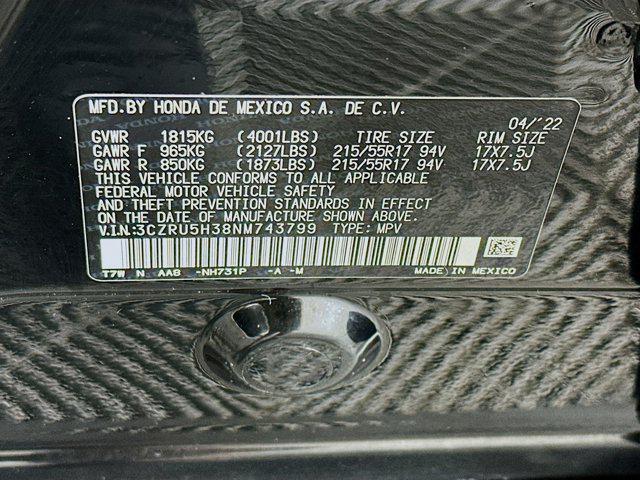 MFD.BY HONDA DE MEXICO S.A. DE C.V.
04/'22
GVWR 1815KG (4001LBS) TIRE SIZE RIM SIZE
GAWR F 965KG (2127LBS) 215/55R17 94V 17X7.5J
GAWR R 850KG (1873LBS) 215/55R17 94V 17X7.5J
THIS VEHICLE CONFORMS TO ALL APPLICABLE
FEDERAL MOTOR VEHICLE SAFETY
AND THEFT PREVENTION STANDARDS IN EFFECT
ON THE DATE OF MANUFACTURE SHOWN ABOVE.
V.I.N:3CZRU5H38NM743799 TYPE: MPV
T7W N AAB -NH731P -A -M MADE IN MEXICO